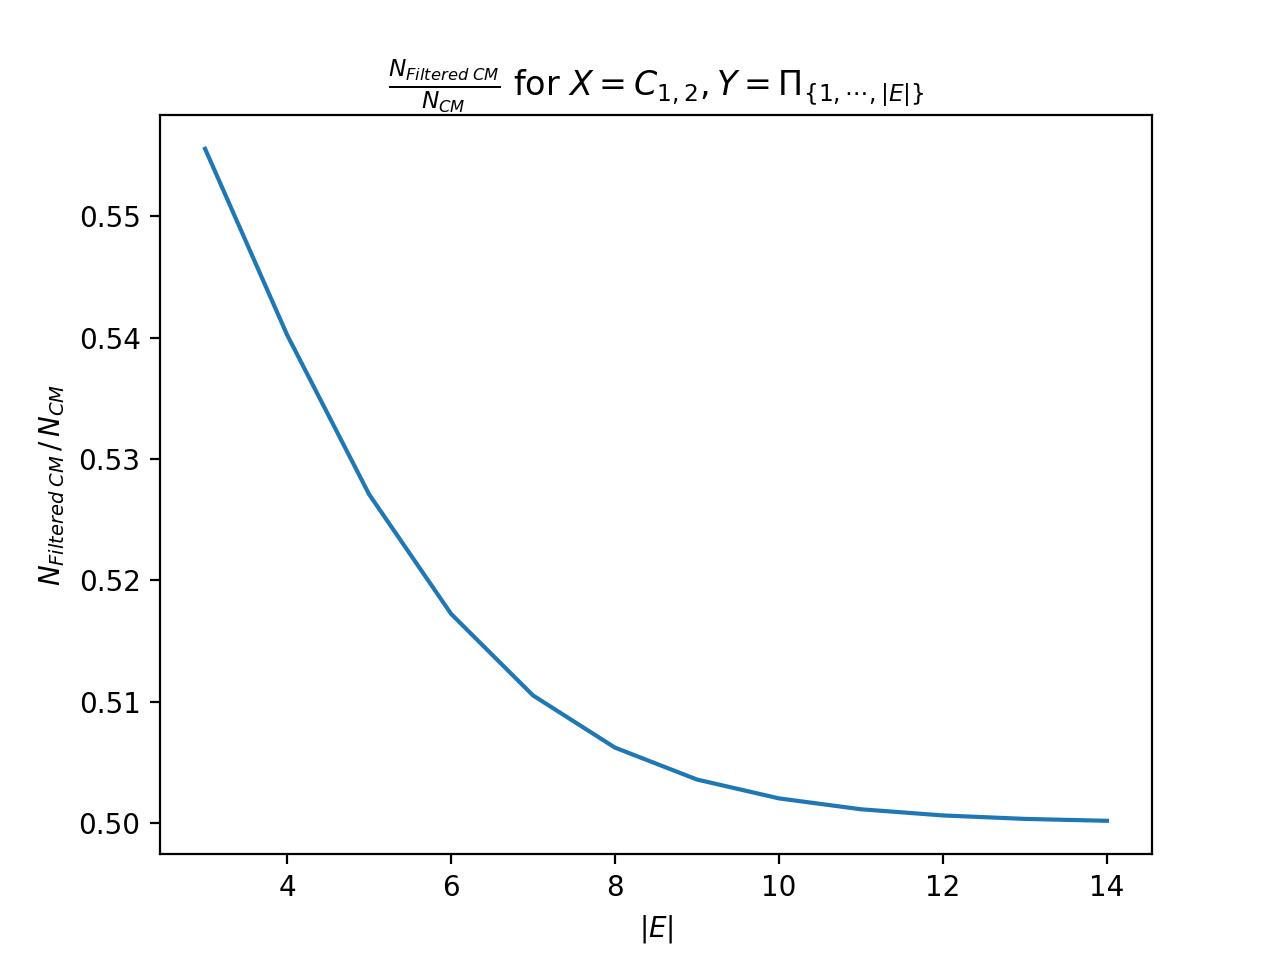 N_{Filtered CM}/N_{CM} for X = C_{1, 2}, Y = Π_{{1, ⋯, |E|}}
0.55
0.54
0.53
0.52
0.51
0.50
N_{Filtered CM} / N_{CM}
4 6 8 10 12 14
|E|